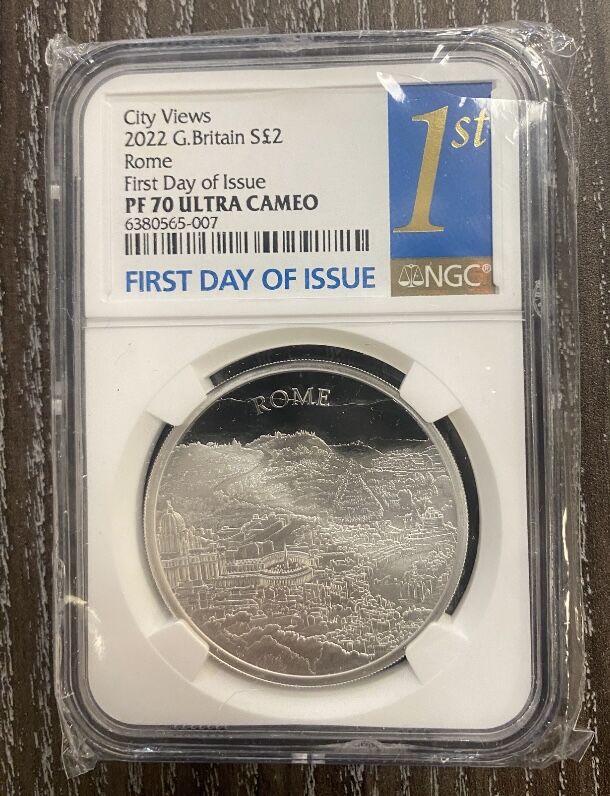 City Views
2022 G.Britain S£2
Rome
First Day of Issue
PF 70 ULTRA CAMEO
6380565-007
FIRST DAY OF ISSUE
1st
NGC®
ROME